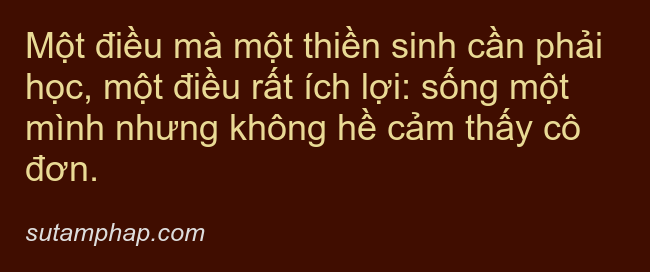 Một điều mà một thiền sinh cần phải
học, một điều rất ích lợi: sống một
mình nhưng không hề cảm thấy cô
đơn.
sutamphap.com